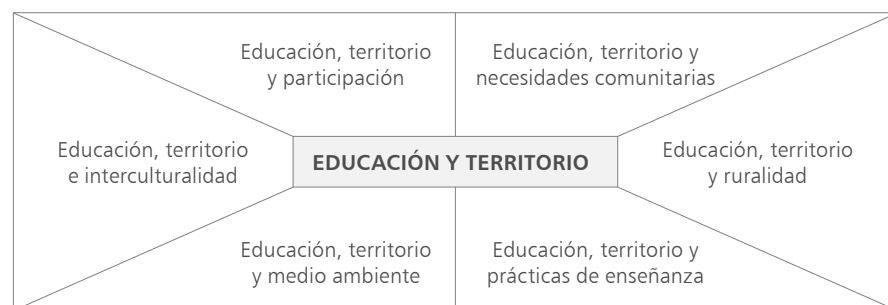 Educación, territorio
y participación
Educación, territorio y
necesidades comunitarias
Educación, territorio
e interculturalidad
EDUCACIÓN Y TERRITORIO
Educación, territorio
y ruralidad
Educación, territorio
y medio ambiente
Educación, territorio y
prácticas de enseñanza